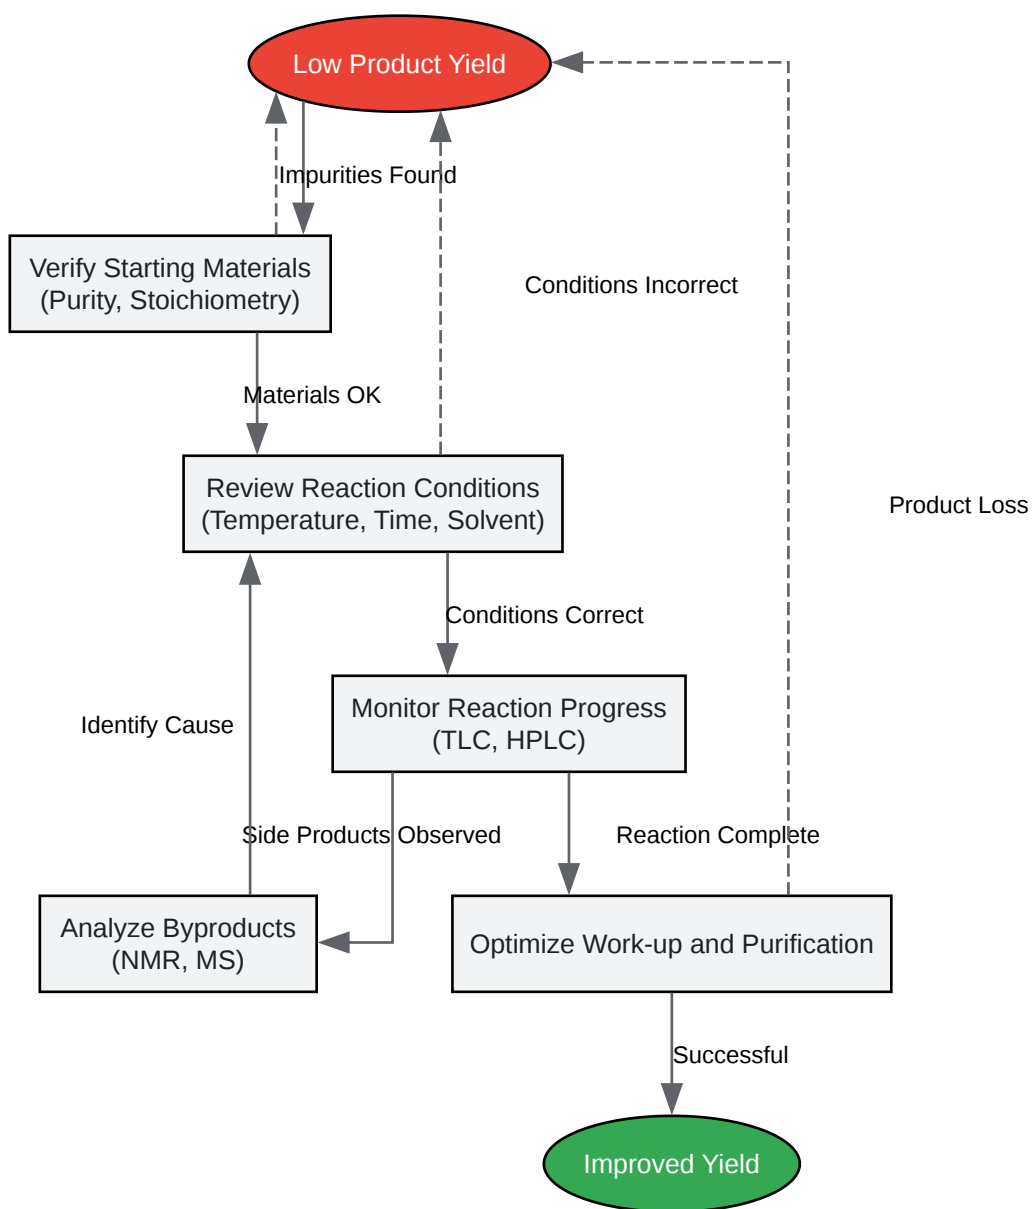 Low Product Yield
Impurities Found
Verify Starting Materials
(Purity, Stoichiometry)
Conditions Incorrect
Materials OK
Review Reaction Conditions
(Temperature, Time, Solvent)
Product Loss
Conditions Correct
Monitor Reaction Progress
(TLC, HPLC)
Identify Cause
Side Products Observed
Reaction Complete
Analyze Byproducts
(NMR, MS)
Optimize Work-up and Purification
Successful
Improved Yield